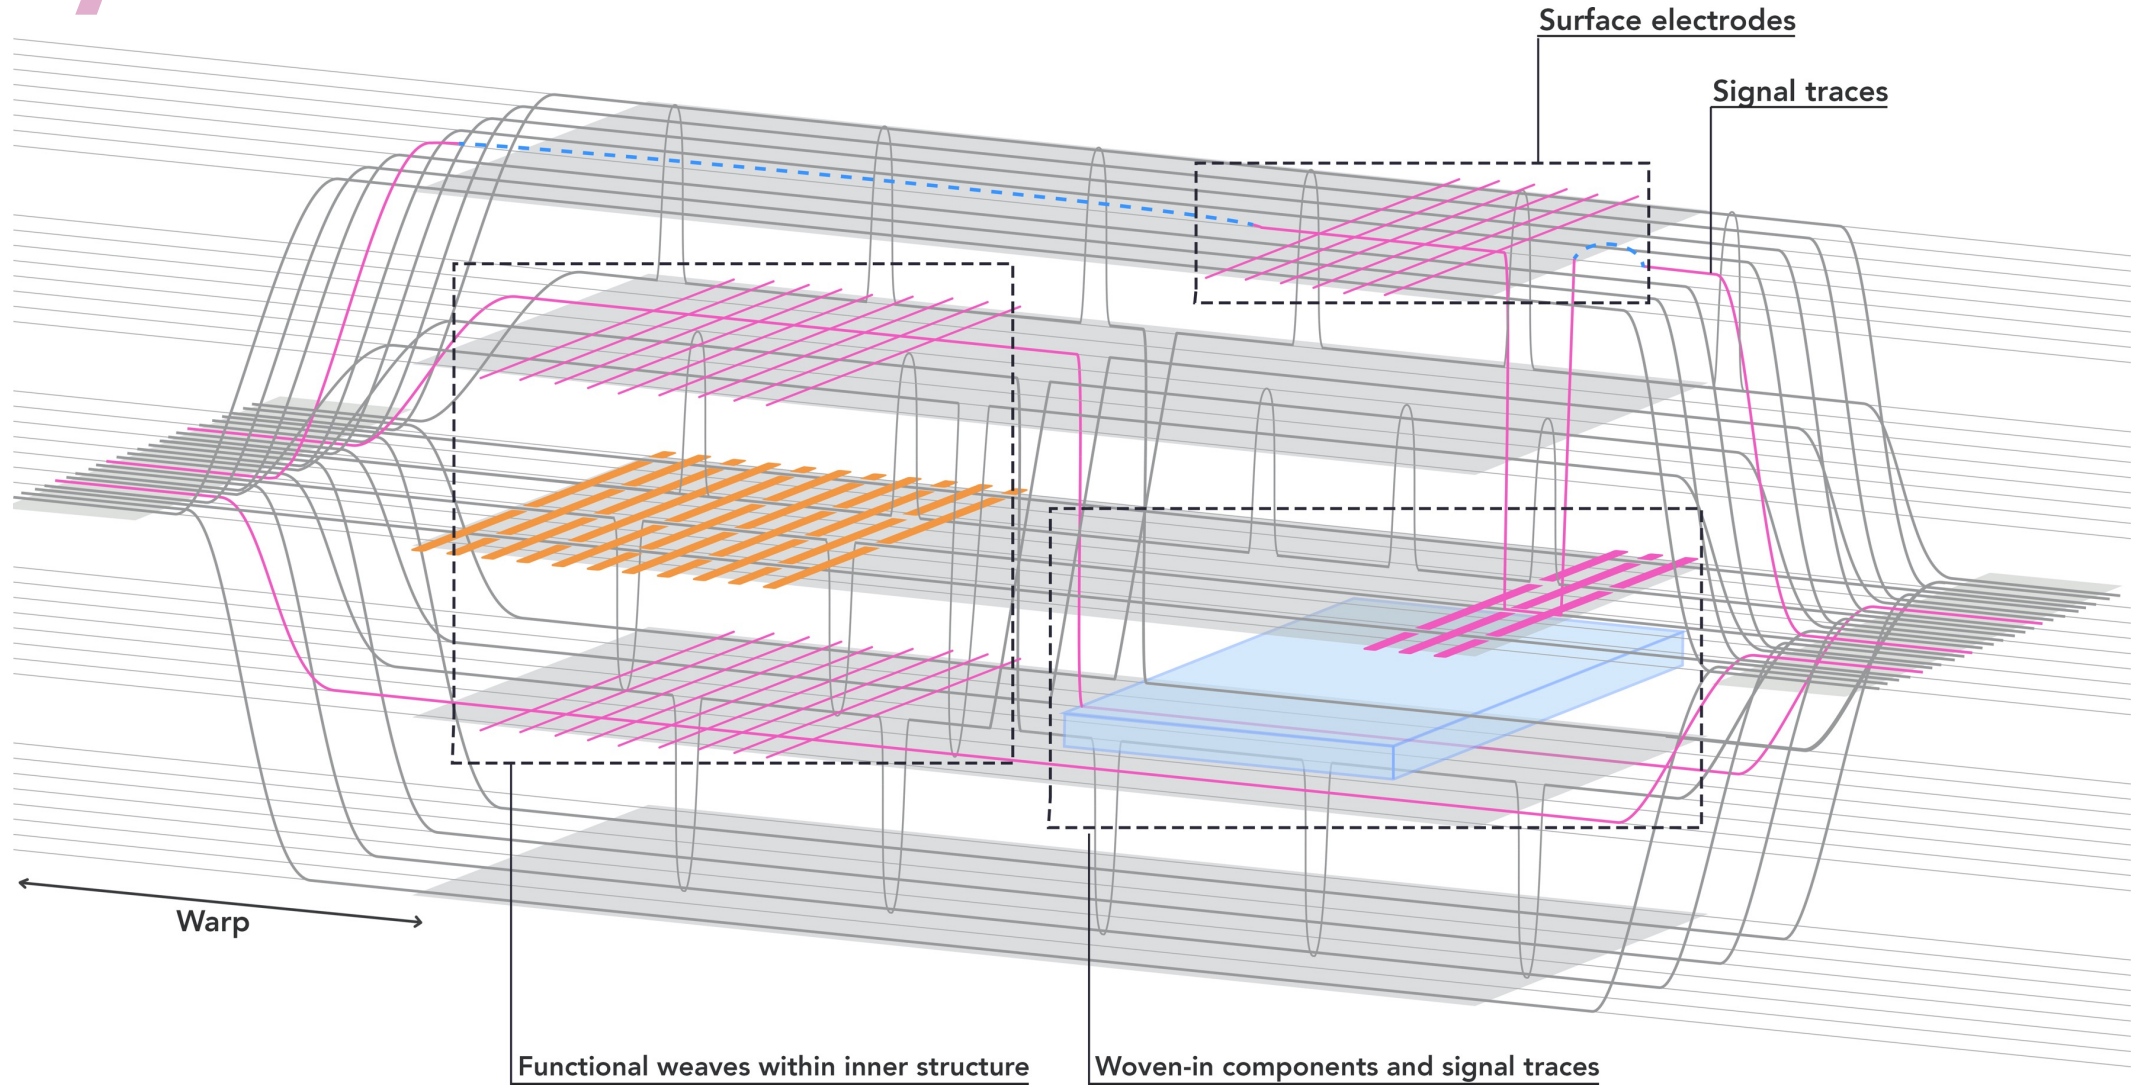 Surface electrodes
Signal traces
Warp
Functional weaves within inner structure
Woven-in components and signal traces